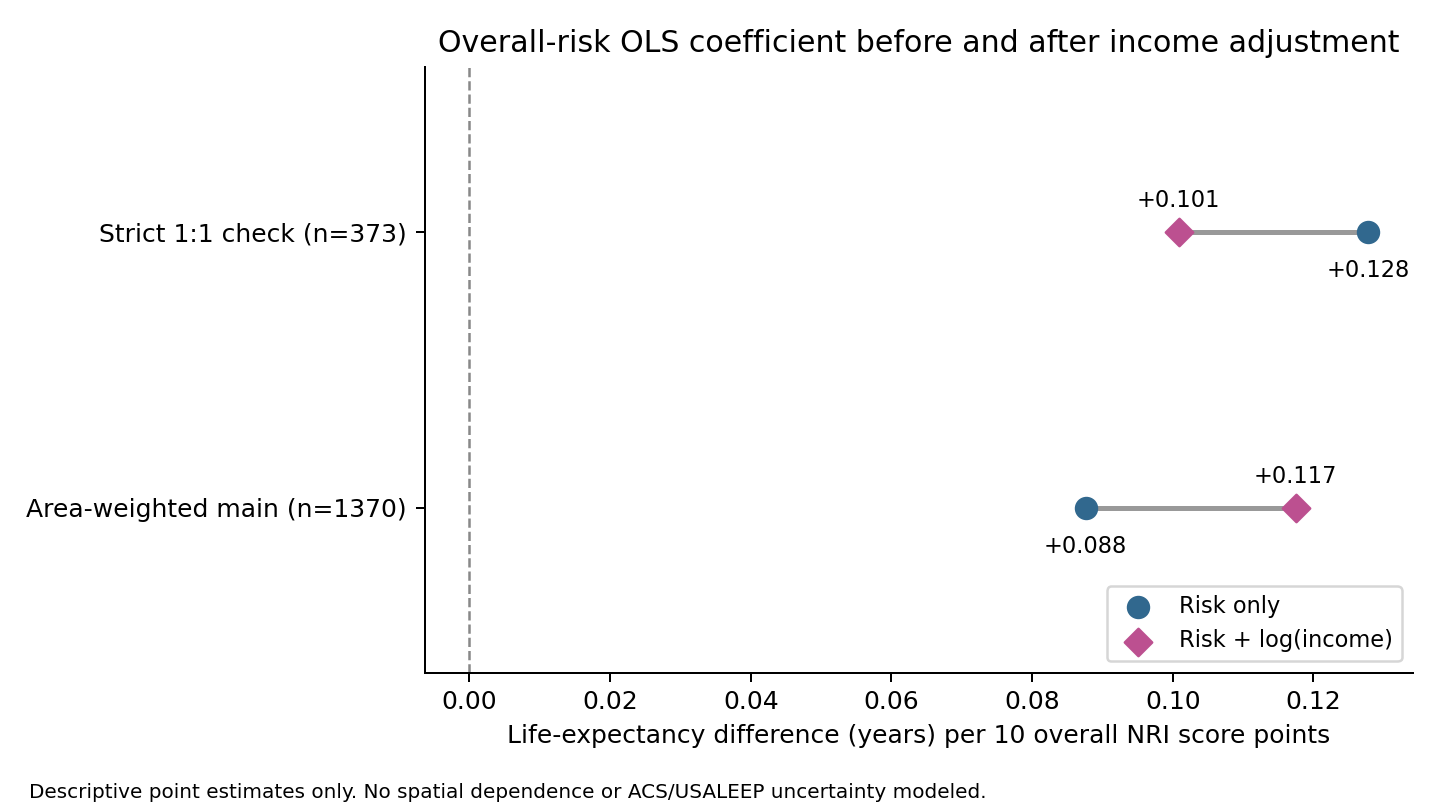 Overall-risk OLS coefficient before and after income adjustment
+0.101
Strict 1:1 check (n=373)
+0.128
+0.117
Area-weighted main (n=1370)
+0.088
Risk only
Risk + log(income)
0.00 0.02 0.04 0.06 0.08 0.10 0.12
Life-expectancy difference (years) per 10 overall NRI score points
Descriptive point estimates only. No spatial dependence or ACS/USALEEP uncertainty modeled.